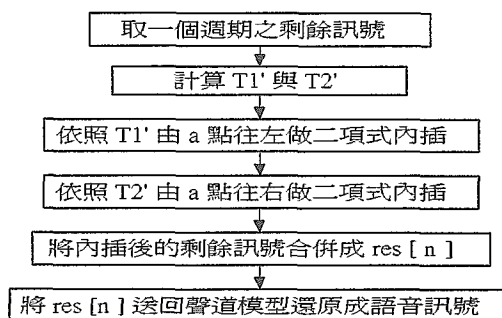 取一個週期之剩餘訊號
計算 T1' 與 T2'
依照 T1' 由 a 點往左做二項式內插
依照 T2' 由 a 點往右做二項式內插
將內插後的剩餘訊號合併成 res [ n ]
將 res [n ] 送回聲道模型還原成語音訊號